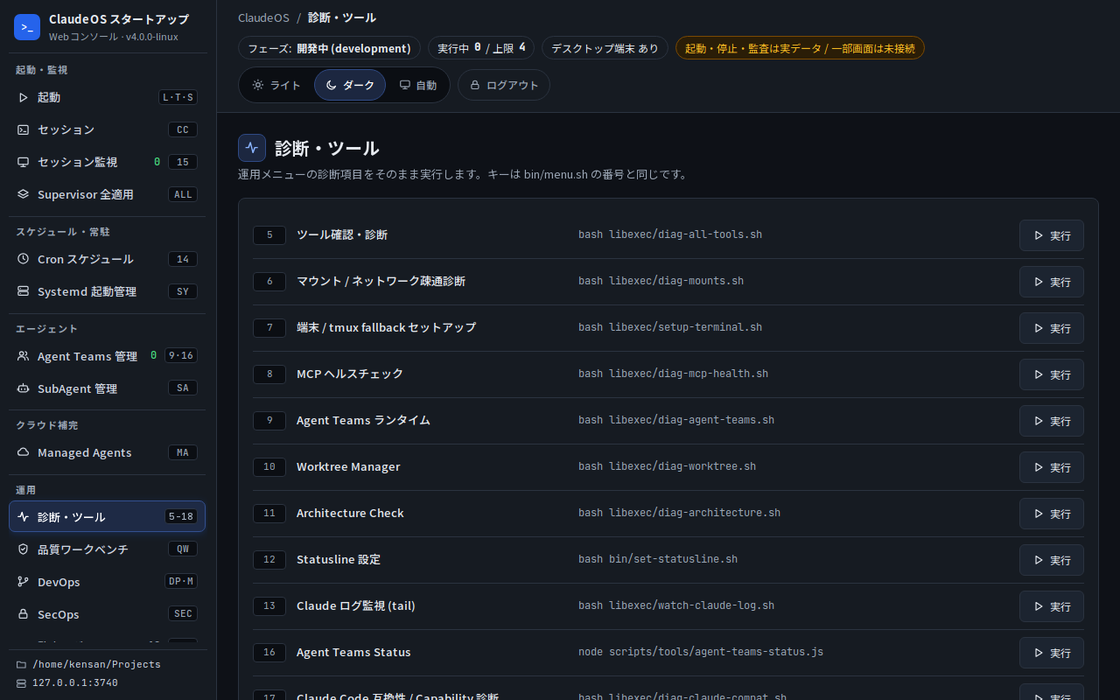 >_ ClaudeOS スタートアップ
Web コンソール · v4.0.0-linux
起動・監視
起動 L·T·S
セッション CC
セッション監視 0 15
Supervisor 全適用 ALL
スケジュール・常駐
Cron スケジュール 14
Systemd 起動管理 SY
エージェント
Agent Teams 管理 0 9·16
SubAgent 管理 SA
クラウド補完
Managed Agents MA
運用
診断・ツール 5-18
品質ワークベンチ QW
DevOps DP·M
SecOps SEC
/home/kensan/Projects
127.0.0.1:3740
ClaudeOS / 診断・ツール
フェーズ: 開発中 (development) 実行中 0 / 上限 4 デスクトップ端末 あり 起動・停止・監査は実データ / 一部画面は未接続
ライト ダーク 自動 ログアウト
診断・ツール
運用メニューの診断項目をそのまま実行します。キーは bin/menu.sh の番号と同じです。
5 ツール確認・診断 bash libexec/diag-all-tools.sh 実行
6 マウント / ネットワーク疎通診断 bash libexec/diag-mounts.sh 実行
7 端末 / tmux fallback セットアップ bash libexec/setup-terminal.sh 実行
8 MCP ヘルスチェック bash libexec/diag-mcp-health.sh 実行
9 Agent Teams ランタイム bash libexec/diag-agent-teams.sh 実行
10 Worktree Manager bash libexec/diag-worktree.sh 実行
11 Architecture Check bash libexec/diag-architecture.sh 実行
12 Statusline 設定 bash bin/set-statusline.sh 実行
13 Claude ログ監視 (tail) bash libexec/watch-claude-log.sh 実行
16 Agent Teams Status node scripts/tools/agent-teams-status.js 実行
17 Claude Code 互換性 / Capability 診断 bash libexec/diag-claude-compat.sh 実行